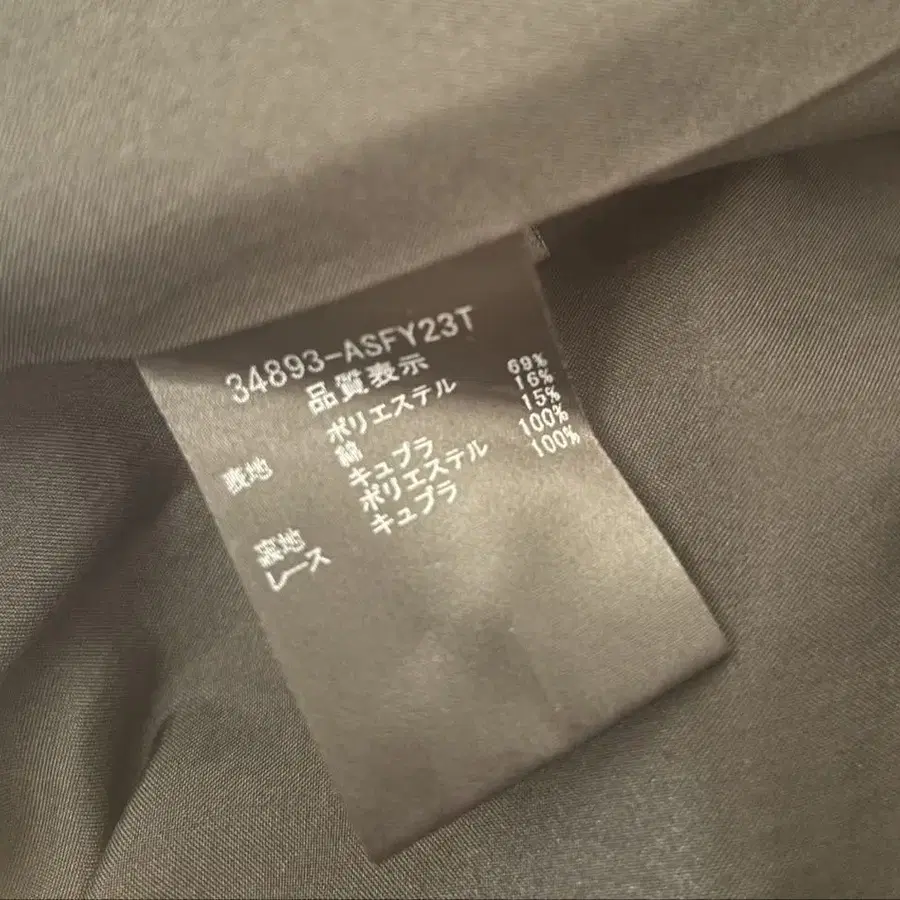 34893-ASFY23T
品質表示
表地 ポリエステル 69%
綿 16%
キュプラ 15%
裏地 ポリエステル 100%
レース キュプラ 100%